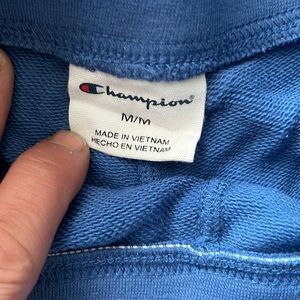 Champion®
M/M
MADE IN VIETNAM
HECHO EN VIETNAM